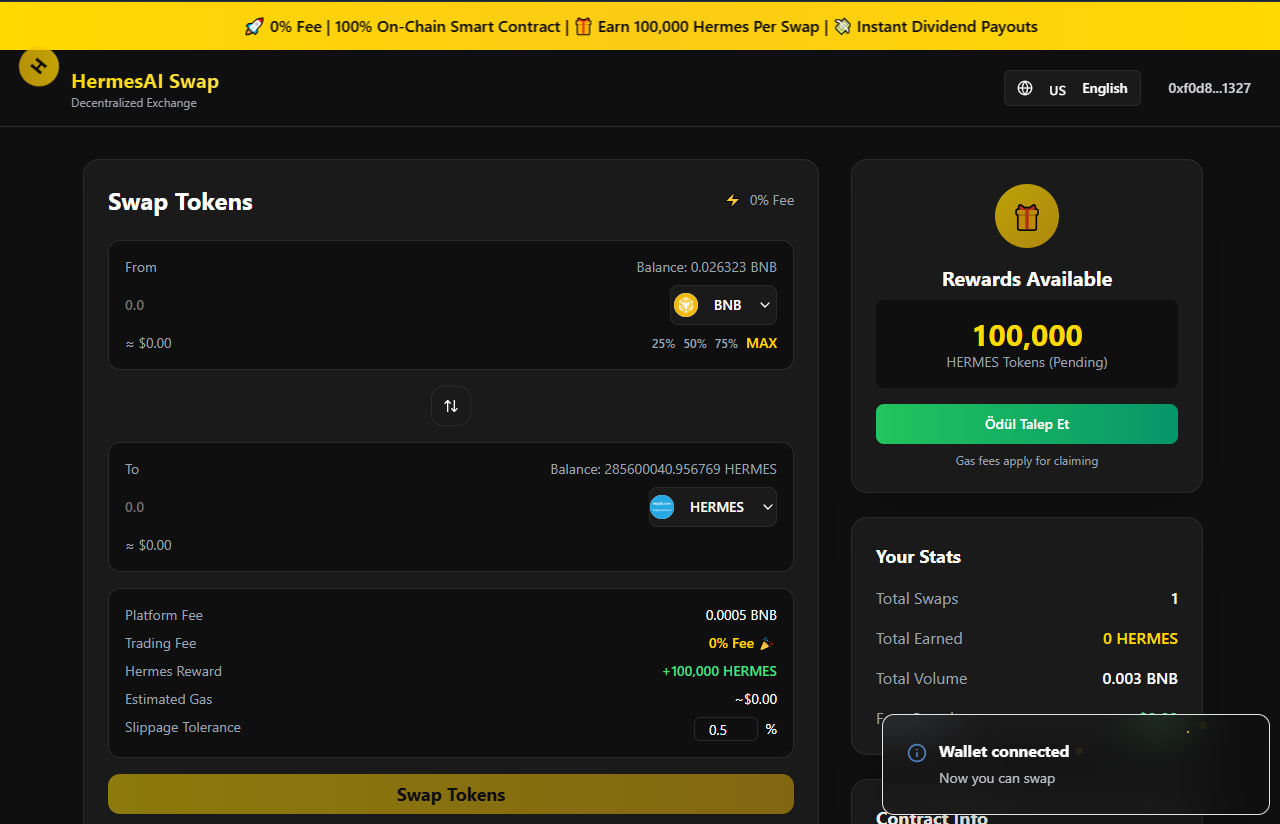 🚀 0% Fee | 100% On-Chain Smart Contract | 🎁 Earn 100,000 Hermes Per Swap | 💸 Instant Dividend Payouts
H
HermesAI Swap
Decentralized Exchange
US English
0xf0d8...1327
Swap Tokens
⚡ 0% Fee
From
Balance: 0.026323 BNB
0.0
BNB
≈ $0.00
25% 50% 75% MAX
To
Balance: 285600040.956769 HERMES
0.0
HERMES
≈ $0.00
Platform Fee
0.0005 BNB
Trading Fee
0% Fee 🎉
Hermes Reward
+100,000 HERMES
Estimated Gas
~$0.00
Slippage Tolerance
0.5 %
Swap Tokens
Rewards Available
100,000
HERMES Tokens (Pending)
Ödül Talep Et
Gas fees apply for claiming
Your Stats
Total Swaps
1
Total Earned
0 HERMES
Total Volume
0.003 BNB
Wallet connected
Now you can swap
Contract Info